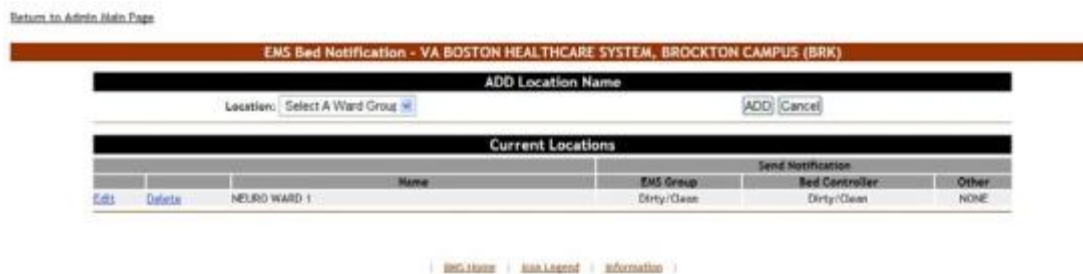 Return to Admin Main Page
EMS Bed Notification - VA BOSTON HEALTHCARE SYSTEM, BROCKTON CAMPUS (BRK)
ADD Location Name
Location: Select A Ward Group ADD Cancel
Current Locations
Send Notification
Name EMS Group Bed Controller Other
Edit Delete NEURO WARD 1 Dirty/Clean Dirty/Clean NONE
| BMS Home | Icon Legend | Information |